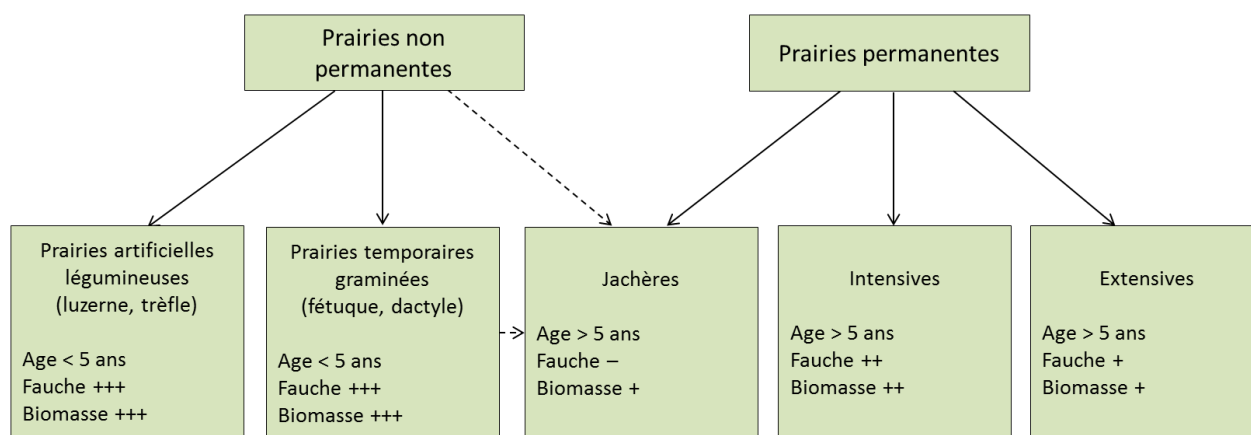 Prairies non
permanentes
Prairies permanentes
Prairies artificielles
légumineuses
(luzerne, trèfle)
Age < 5 ans
Fauche +++
Biomasse +++
Prairies temporaires
graminées
(fétuque, dactyle)
Age < 5 ans
Fauche +++
Biomasse +++
Jachères
Age > 5 ans
Fauche –
Biomasse +
Intensives
Age > 5 ans
Fauche ++
Biomasse ++
Extensives
Age > 5 ans
Fauche +
Biomasse +